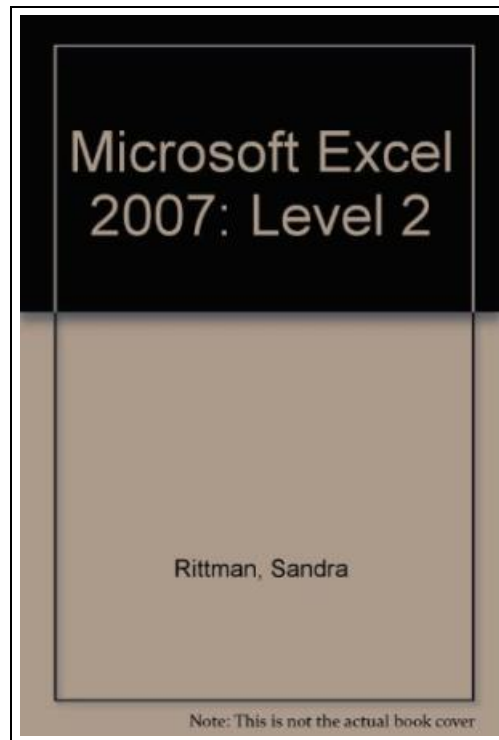 Microsoft Excel
2007: Level 2
Rittman, Sandra
Note: This is not the actual book cover